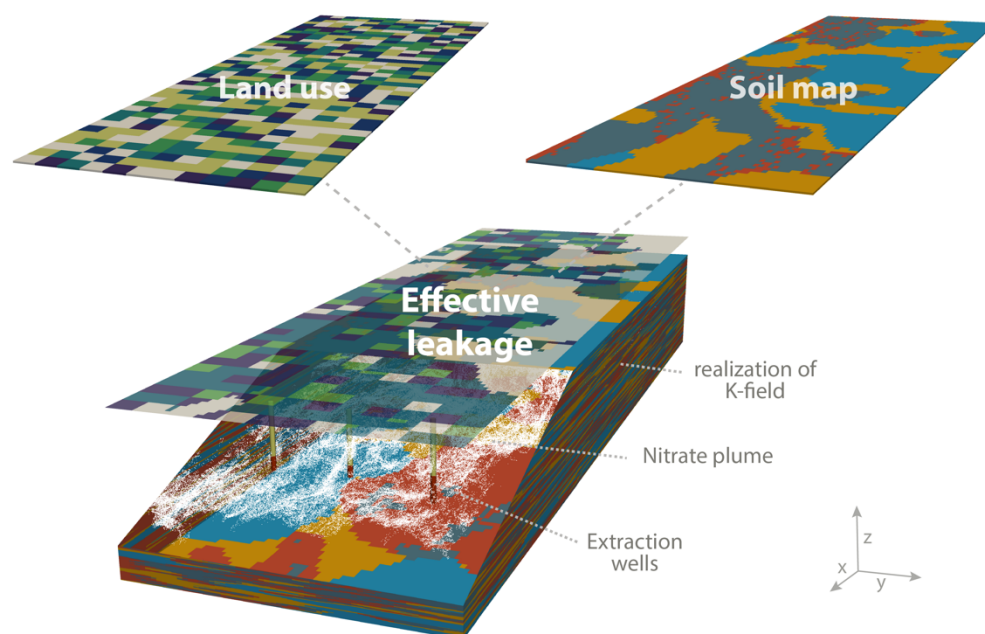 Land use
Soil map
Effective
leakage
realization of
K-field
Nitrate plume
Extraction
wells
z
x
y